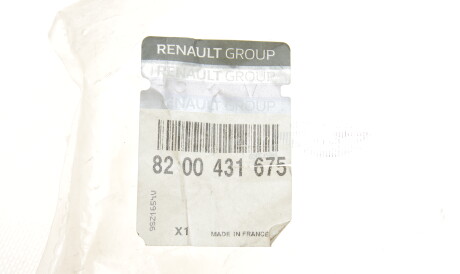 RENAULT GROUP
RENAULT GROUP
RENAULT GROUP
82 00 431 675
X1 MADE IN FRANCE